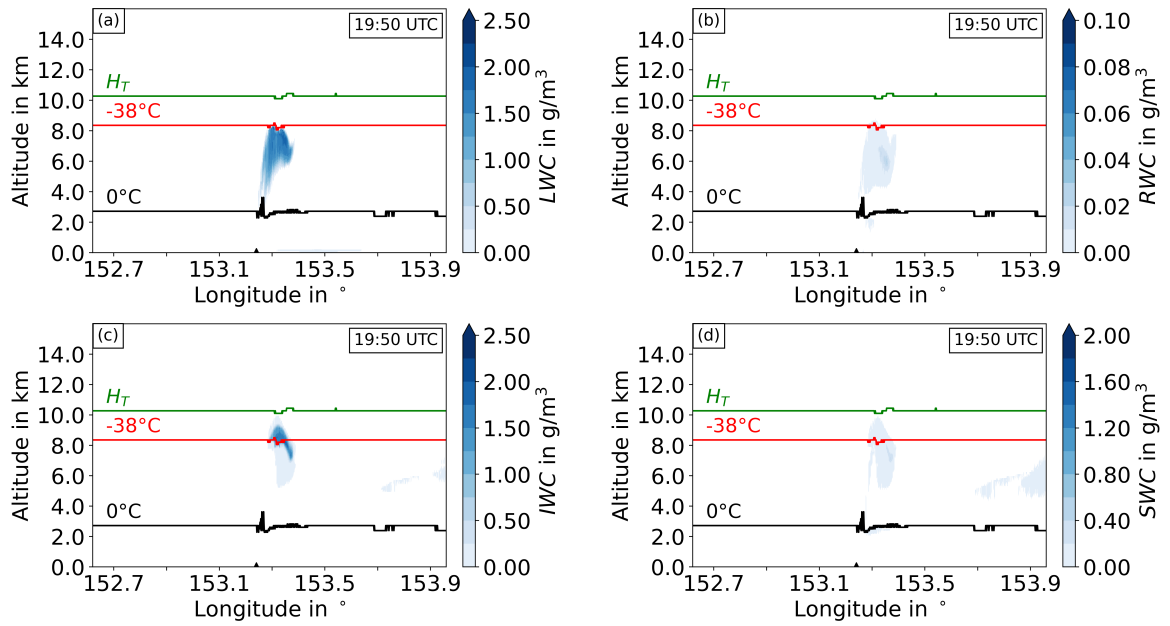 (a)
19:50 UTC
H_T
-38°C
0°C
14.0
12.0
10.0
8.0
6.0
4.0
2.0
0.0
Altitude in km
152.7 153.1 153.5 153.9
Longitude in °
2.50
2.00
1.50
1.00
0.50
0.00
LWC in g/m³
(b)
19:50 UTC
H_T
-38°C
0°C
14.0
12.0
10.0
8.0
6.0
4.0
2.0
0.0
Altitude in km
152.7 153.1 153.5 153.9
Longitude in °
0.10
0.08
0.06
0.04
0.02
0.00
RWC in g/m³
(c)
19:50 UTC
H_T
-38°C
0°C
14.0
12.0
10.0
8.0
6.0
4.0
2.0
0.0
Altitude in km
152.7 153.1 153.5 153.9
Longitude in °
2.50
2.00
1.50
1.00
0.50
0.00
IWC in g/m³
(d)
19:50 UTC
H_T
-38°C
0°C
14.0
12.0
10.0
8.0
6.0
4.0
2.0
0.0
Altitude in km
152.7 153.1 153.5 153.9
Longitude in °
2.00
1.60
1.20
0.80
0.40
0.00
SWC in g/m³